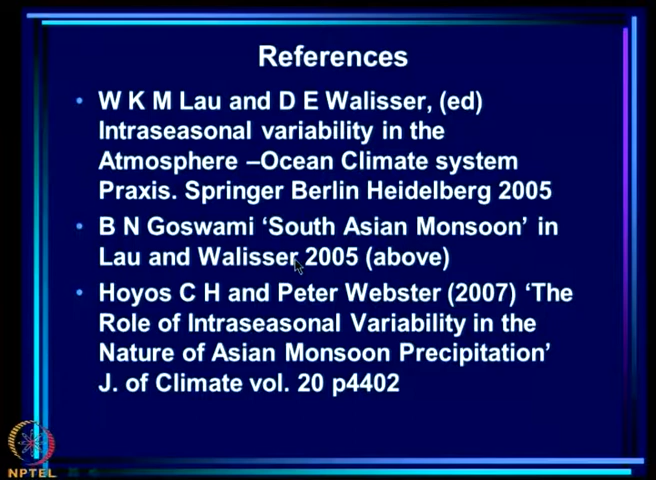 References
• W K M Lau and D E Walisser, (ed)
Intraseasonal variability in the
Atmosphere –Ocean Climate system
Praxis. Springer Berlin Heidelberg 2005
• B N Goswami ‘South Asian Monsoon’ in
Lau and Walisser 2005 (above)
• Hoyos C H and Peter Webster (2007) ‘The
Role of Intraseasonal Variability in the
Nature of Asian Monsoon Precipitation’
J. of Climate vol. 20 p4402
NPTEL